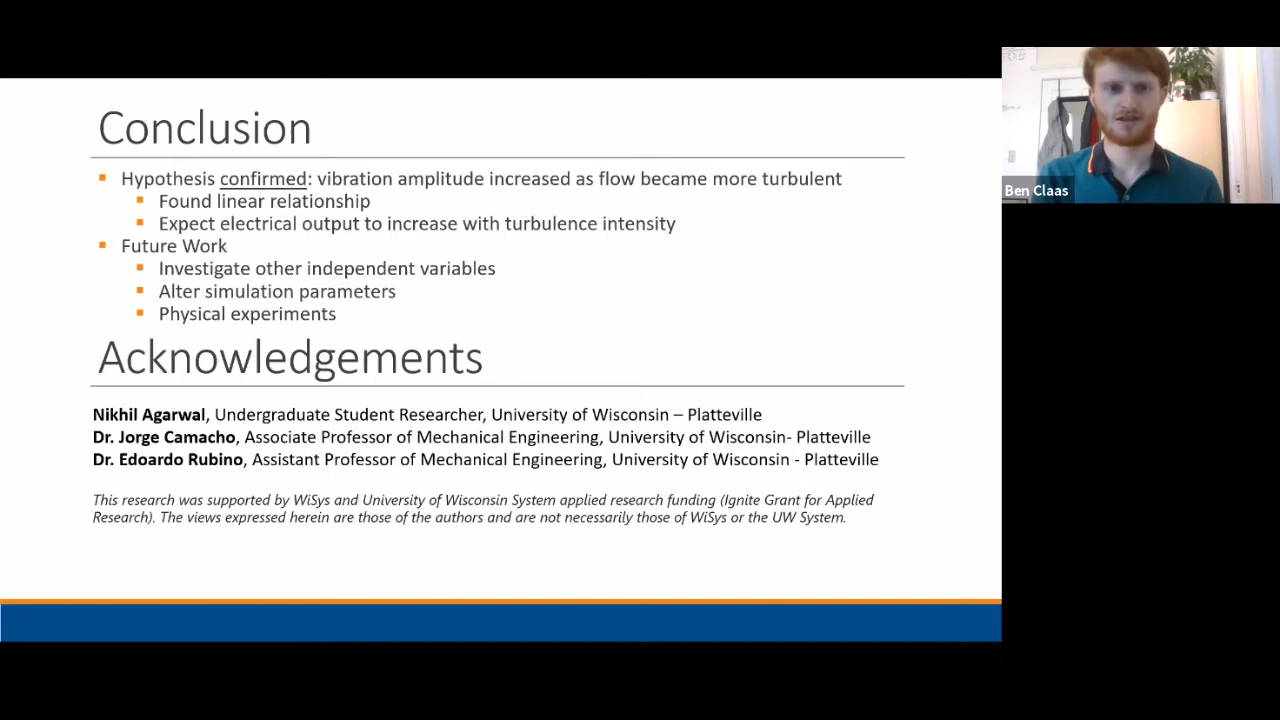 Conclusion
Hypothesis confirmed: vibration amplitude increased as flow became more turbulent
Found linear relationship
Expect electrical output to increase with turbulence intensity
Future Work
Investigate other independent variables
Alter simulation parameters
Physical experiments
Acknowledgements
Nikhil Agarwal, Undergraduate Student Researcher, University of Wisconsin – Platteville
Dr. Jorge Camacho, Associate Professor of Mechanical Engineering, University of Wisconsin- Platteville
Dr. Edoardo Rubino, Assistant Professor of Mechanical Engineering, University of Wisconsin - Platteville
This research was supported by WiSys and University of Wisconsin System applied research funding (Ignite Grant for Applied
Research). The views expressed herein are those of the authors and are not necessarily those of WiSys or the UW System.
Ben Claas